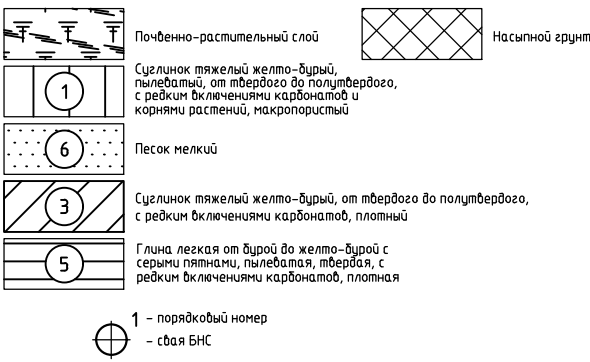 Почвенно-растительный слой
Насыпной грунт
1
Суглинок тяжелый желто-бурый,
пылеватый, от твердого до полутвердого,
с редким включениями карбонатов и
корнями растений, макропористый
6
Песок мелкий
3
Суглинок тяжелый желто-бурый, от твердого до полутвердого,
с редким включениями карбонатов, плотный
5
Глина легкая от бурой до желто-бурой с
серыми пятнами, пылеватая, твердая, с
редким включениями карбонатов, плотная
1 - порядковый номер
- свая БНС